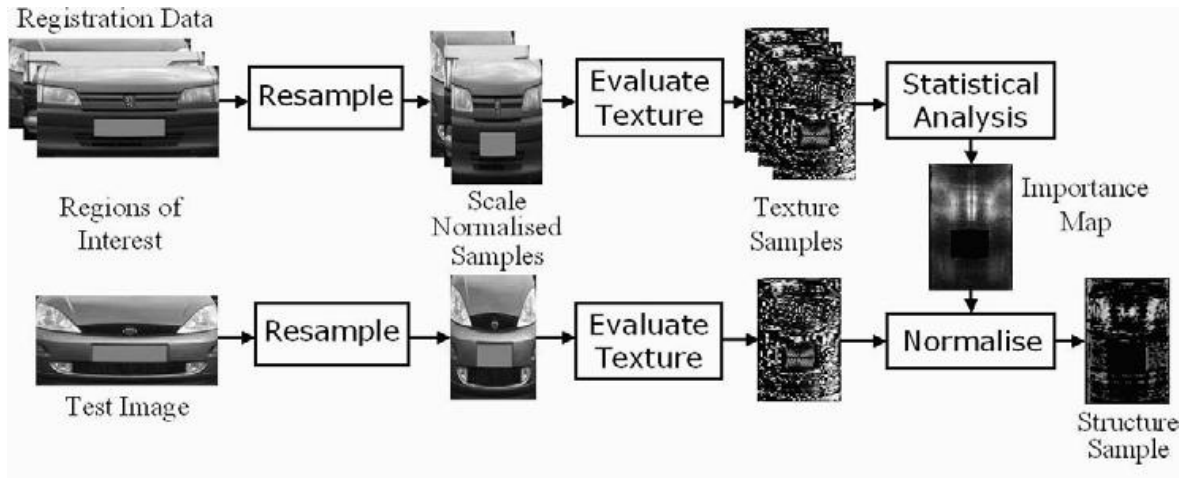 Registration Data
Resample
Evaluate
Texture
Statistical
Analysis
Regions of
Interest
Scale
Normalised
Samples
Texture
Samples
Importance
Map
Resample
Evaluate
Texture
Normalise
Test Image
Structure
Sample